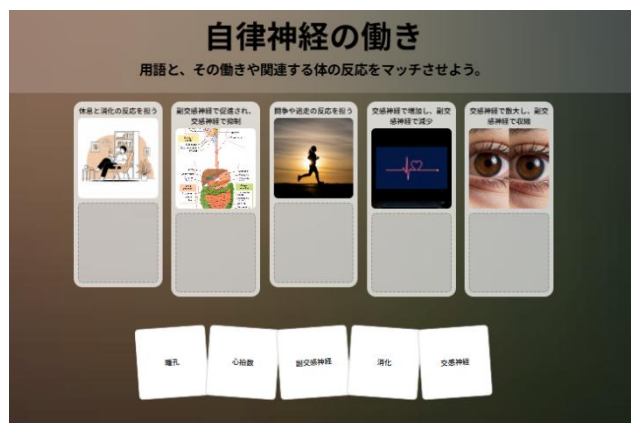 自律神経の働き
用語と、その働きや関連する体の反応をマッチさせよう。
休息と消化の反応を担う
副交感神経で促進され、
交感神経で抑制
闘争や逃走の反応を担う
交感神経で増加し、副交
感神経で減少
交感神経で散大し、副交
感神経で収縮
瞳孔
心拍数
副交感神経
消化
交感神経